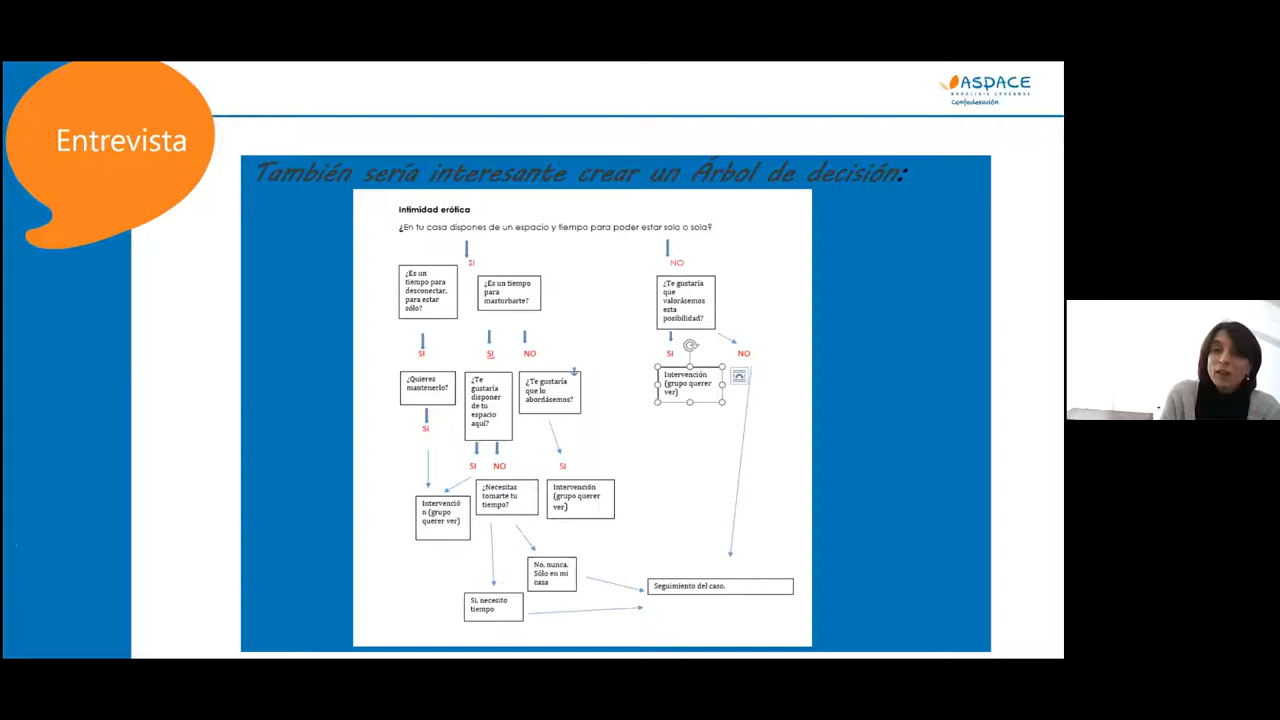 Entrevista
ASPACE
Confederación
También sería interesante crear un Árbol de decisión:
Intimidad erótica
¿En tu casa dispones de un espacio y tiempo para poder estar solo o sola?
SI
NO
¿Es un
tiempo para
desconectar,
para estar
sólo?
¿Es un tiempo
para
masturbarte?
¿Te gustaría
que
valorásemos
esta
posibilidad?
SI
SI
NO
SI
NO
¿Quieres
mantenerlo?
¿Te
gustaría
disponer
de tu
espacio
aquí?
¿Te gustaría
que lo
abordásemos?
Intervención
(grupo querer
ver)
SI
SI
NO
SI
Intervenció
n (grupo
querer ver)
¿Necesitas
tomarte tu
tiempo?
Intervención
(grupo querer
ver)
No, nunca.
Sólo en mi
casa
Si, necesito
tiempo
Seguimiento del caso.